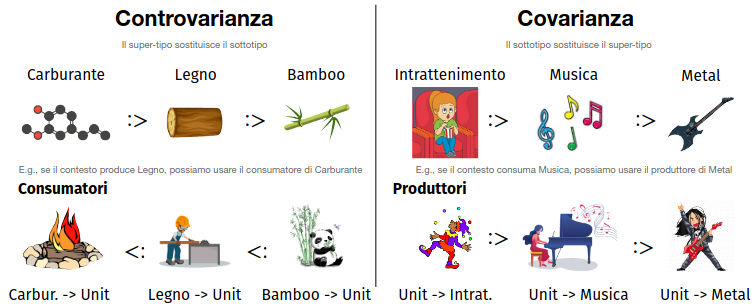 Controvarianza
Il super-tipo sostituisce il sottotipo
Carburante Legno Bamboo
:> :>
E.g., se il contesto produce Legno, possiamo usare il consumatore di Carburante
Consumatori
<: <:
Carbur. -> Unit Legno -> Unit Bamboo -> Unit
Covarianza
Il sottotipo sostituisce il super-tipo
Intrattenimento Musica Metal
:> :>
E.g., se il contesto consuma Musica, possiamo usare il produttore di Metal
Produttori
:> :>
Unit -> Intrat. Unit -> Musica Unit -> Metal